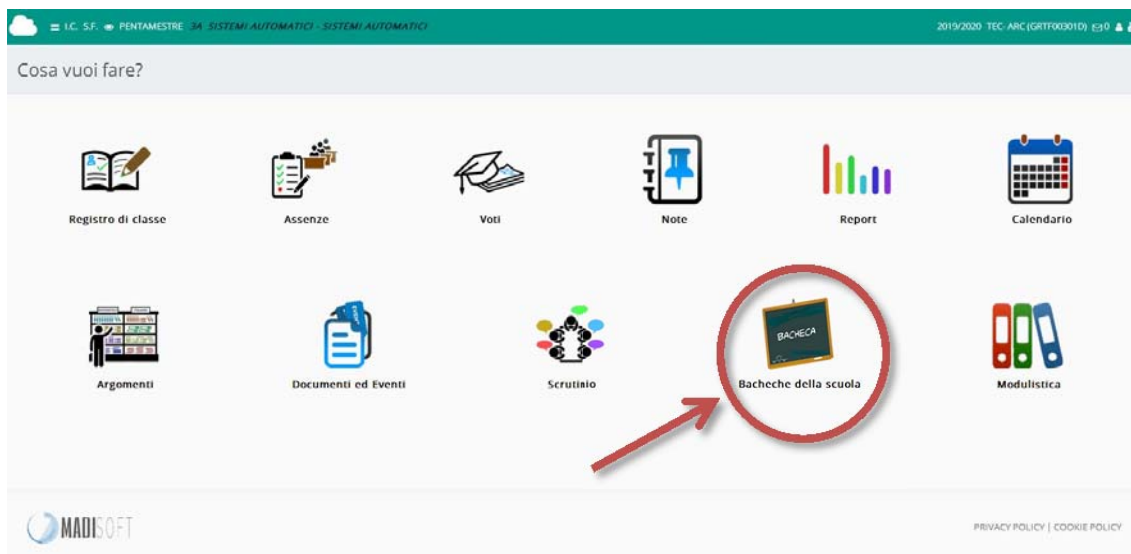 I.C. S.F. PENTAMESTRE 3A SISTEMI AUTOMATICI - SISTEMI AUTOMATICI 2019/2020 TEC-ARC (GRTF00301D) 0
Cosa vuoi fare?
Registro di classe Assenze Voti Note Report Calendario
BACHECA
Argomenti Documenti ed Eventi Scrutinio Bacheche della scuola Modulistica
MADISOFT PRIVACY POLICY | COOKIE POLICY